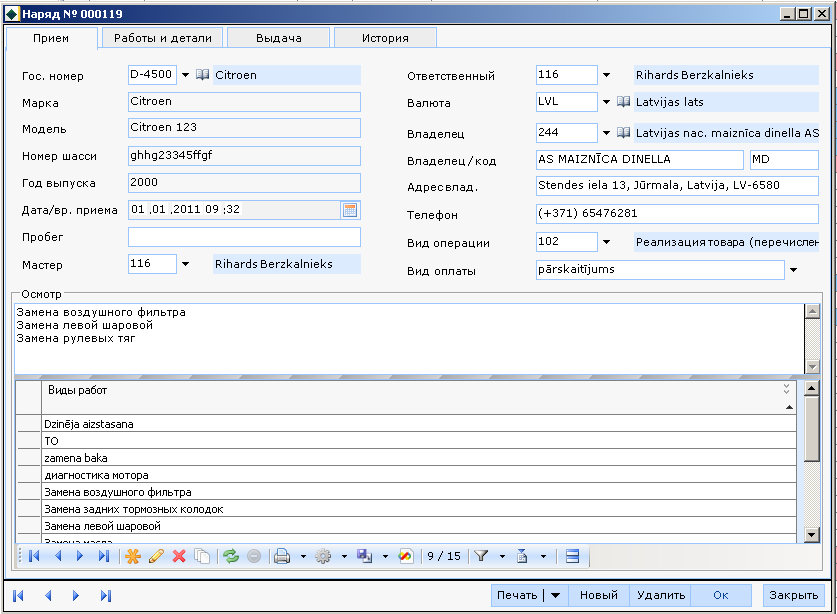 Наряд № 000119
Прием Работы и детали Выдача История
Гос. номер D-4500 Citroen
Марка Citroen
Модель Citroen 123
Номер шасси ghhg23345ffgf
Год выпуска 2000
Дата/вр. приема 01 ,01 ,2011 09 ;32
Пробег
Мастер 116 Rihards Berzkalnieks
Ответственный 116 Rihards Berzkalnieks
Валюта LVL Latvijas lats
Владелец 244 Latvijas nac. maiznīca dinella AS
Владелец/код AS MAIZNĪCA DINELLA MD
Адрес влад. Stendes iela 13, Jūrmala, Latvija, LV-6580
Телефон (+371) 65476281
Вид операции 102 Реализация товара (перечислен
Вид оплаты pārskaitījums
Осмотр
Замена воздушного фильтра
Замена левой шаровой
Замена рулевых тяг
Виды работ
Dzinēja aizstasana
TO
zamena baka
диагностика мотора
Замена воздушного фильтра
Замена задних тормозных колодок
Замена левой шаровой
Замена масла
9 / 15
Печать Новый Удалить Ок Закрыть